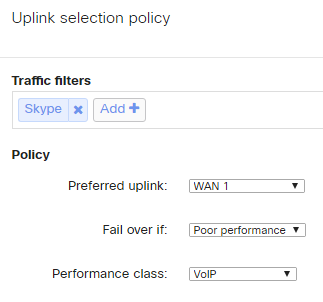 Uplink selection policy
Traffic filters
Skype × Add +
Policy
Preferred uplink: WAN 1
Fail over if: Poor performance
Performance class: VoIP